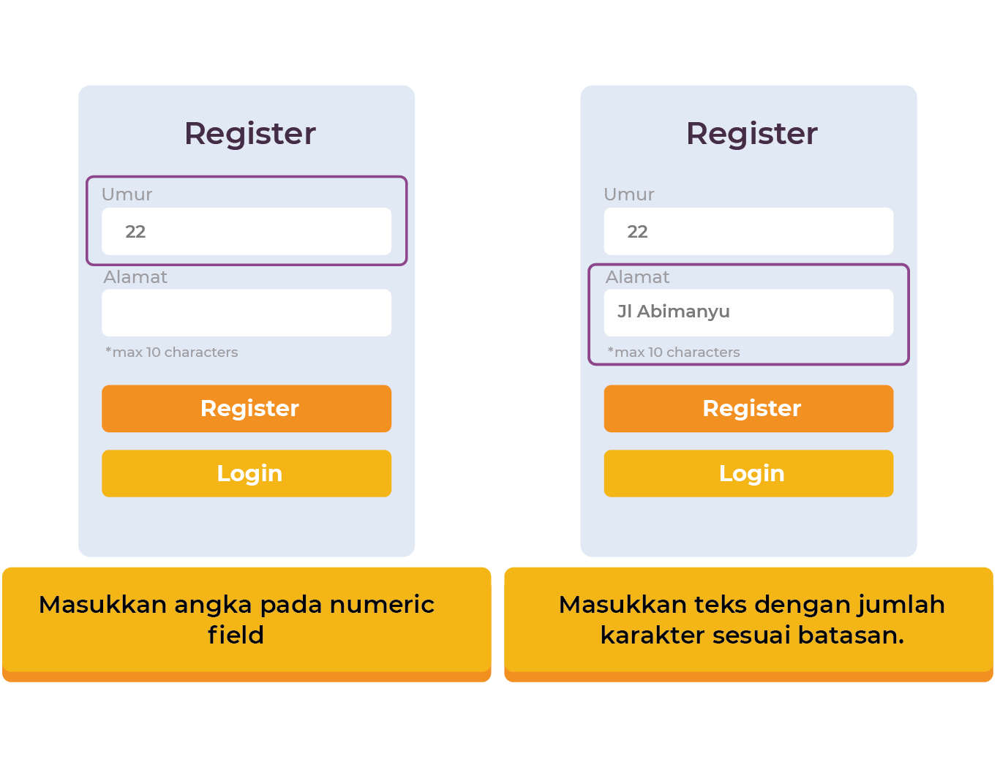 Register
Umur
22
Alamat
*max 10 characters
Register
Login
Masukkan angka pada numeric
field
Register
Umur
22
Alamat
Jl Abimanyu
*max 10 characters
Register
Login
Masukkan teks dengan jumlah
karakter sesuai batasan.